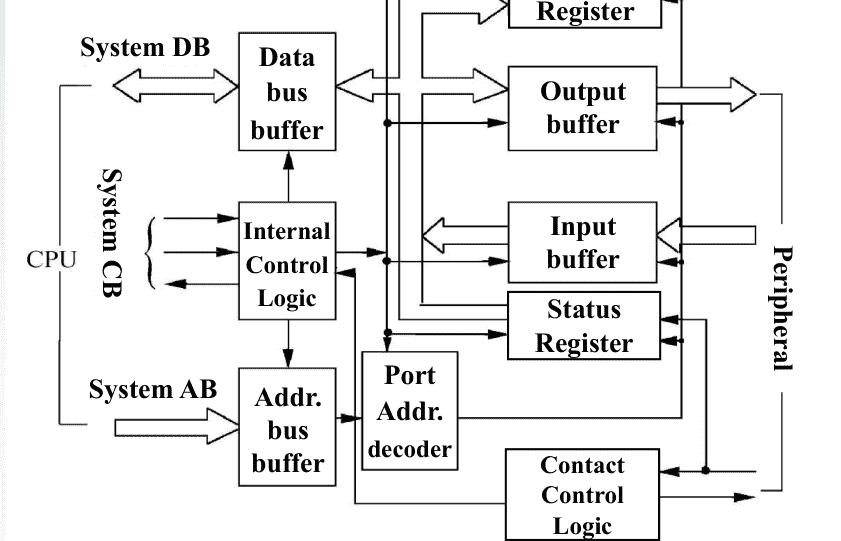 Register
System DB
Data
bus
buffer
Output
buffer
System CB
CPU
Internal
Control
Logic
Input
buffer
Peripheral
Status
Register
System AB
Addr.
bus
buffer
Port
Addr.
decoder
Contact
Control
Logic